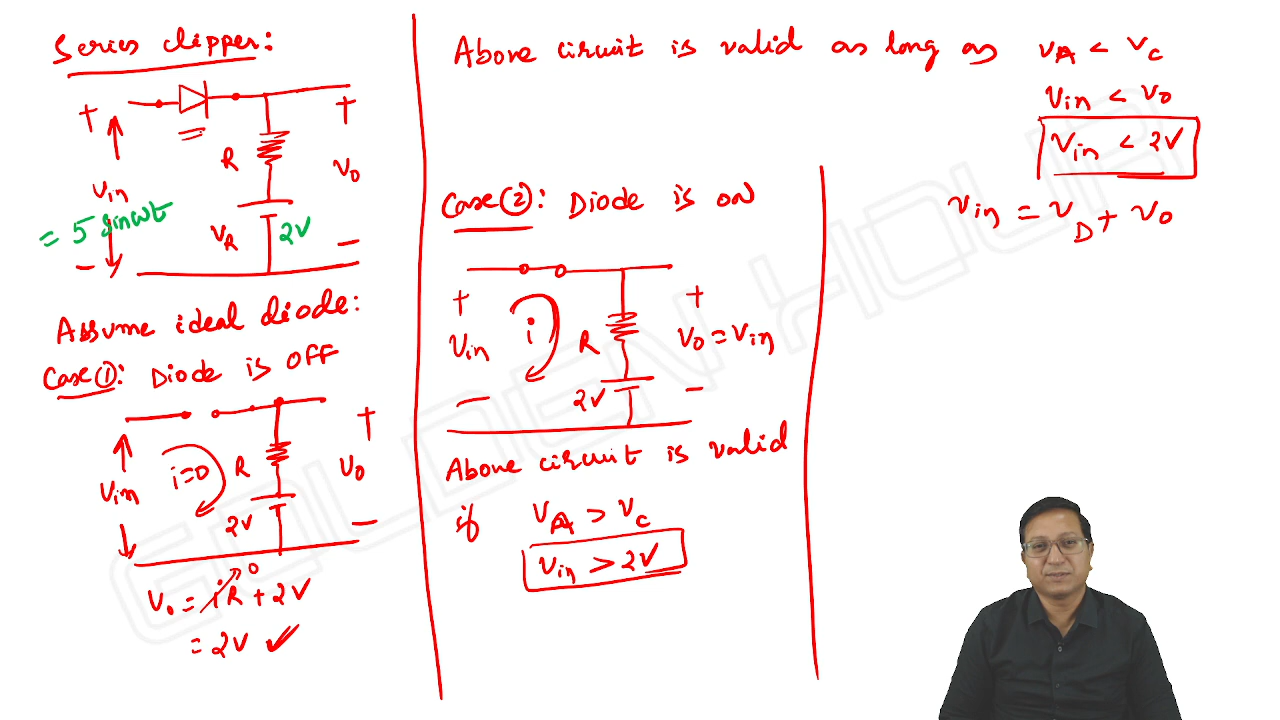 Series clipper:
+
+
Vin
= 5 sinωt
R
Vo
VR
2V
−
−
Assume ideal diode:
Case ①: Diode is OFF
+
Vin
i=0
R
Vo
2V
−
Vo = iR + 2V
0
= 2V ✓
Above circuit is valid as long as VA < Vc
Vin < Vo
Vin < 2V
Vin = VD + Vo
Case ②: Diode is ON
+
+
Vin
i
R
Vo = Vin
2V
−
−
Above circuit is valid
if VA > Vc
Vin > 2V
GOLDEN HOUR